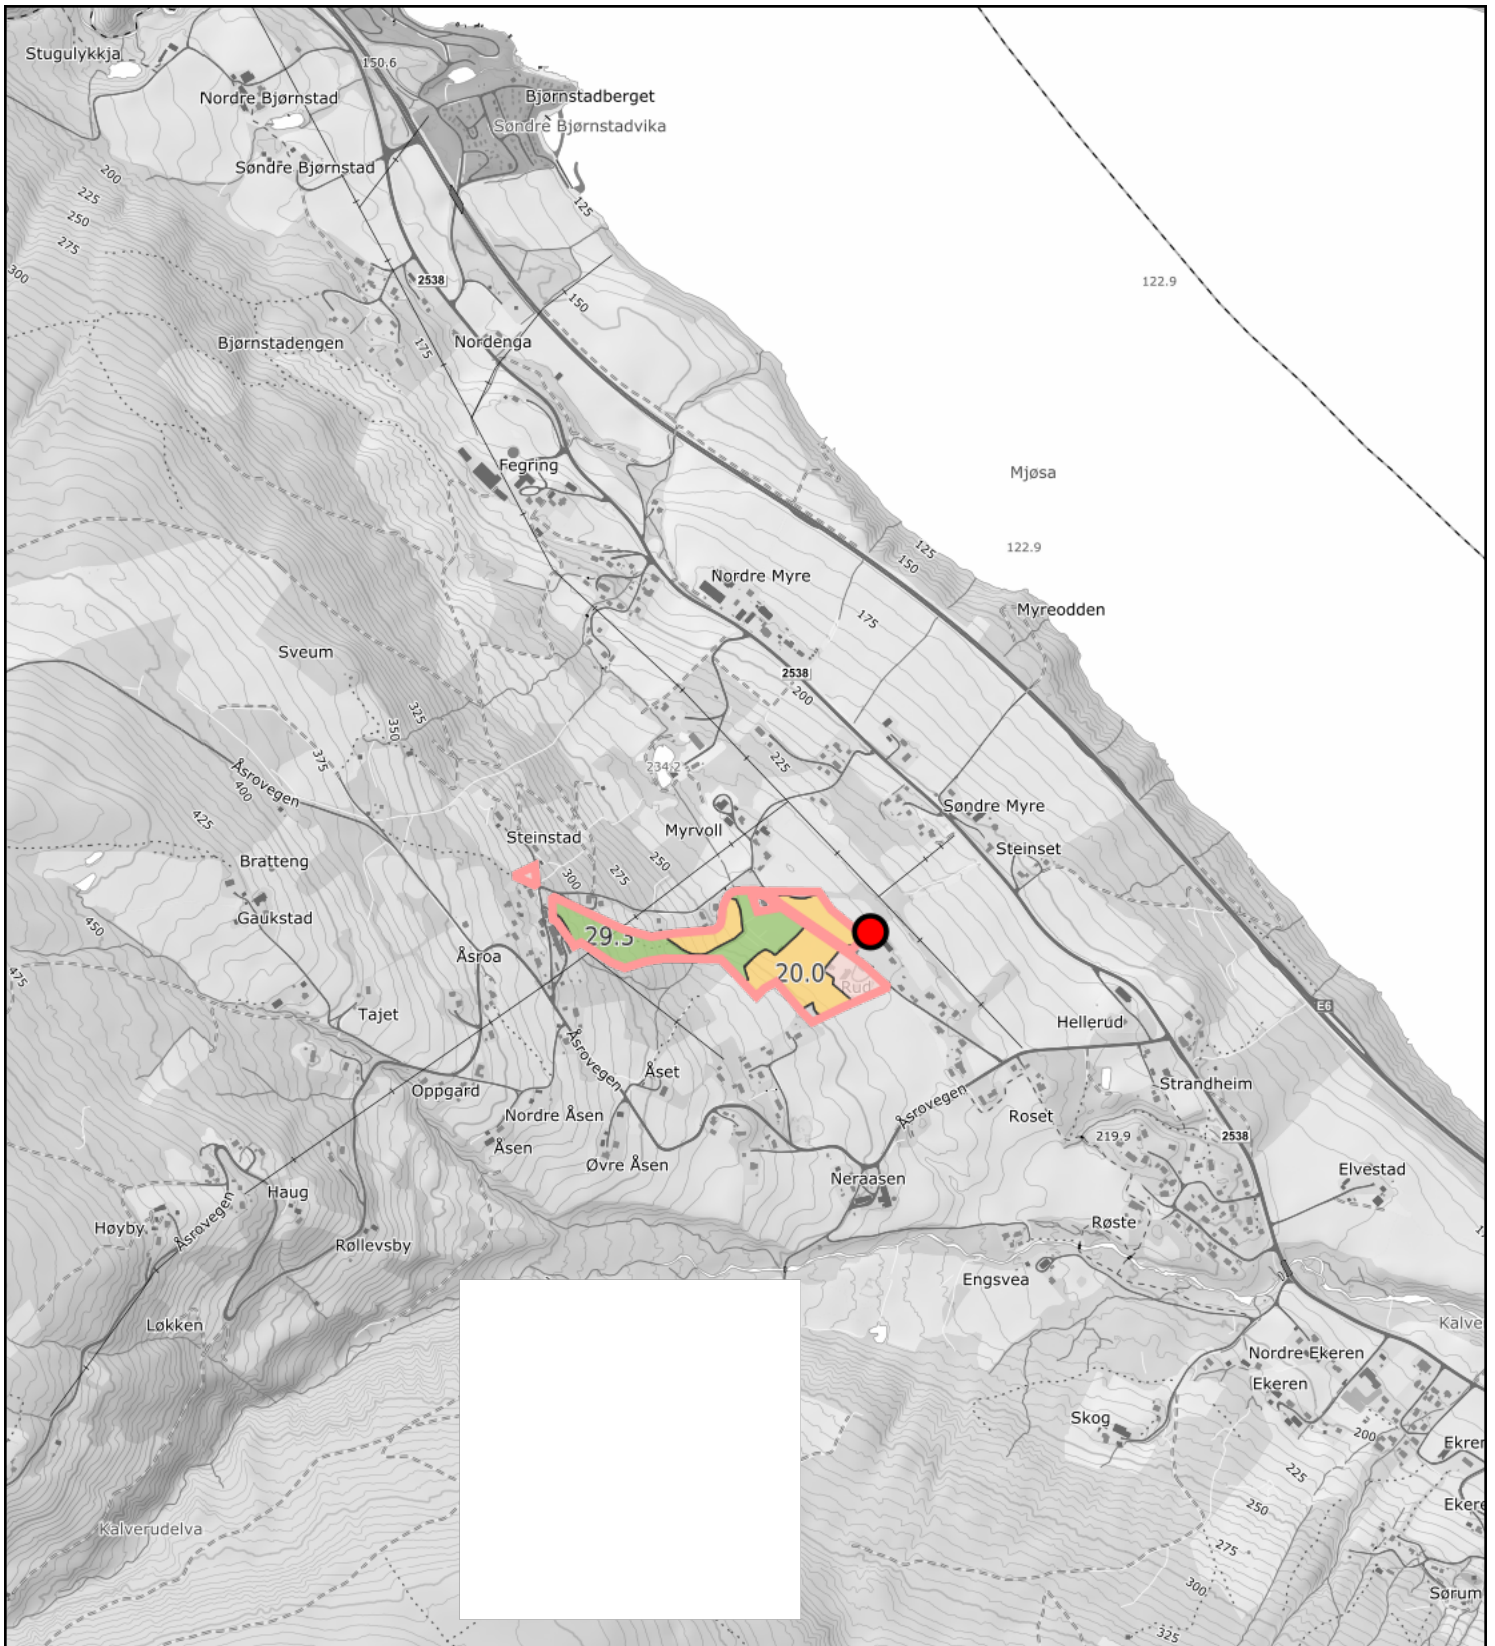 Stugulykkja
150.6
Nordre Bjørnstad
Bjørnstadberget
Søndre Bjørnstadvika
Søndre Bjørnstad
200
225
250
275
300
125
2538
122.9
150
Bjørnstadengen
175
Nordenga
Fegring
Mjøsa
122.9
125
150
Nordre Myre
Myreodden
175
Sveum
2538
200
325
350
375
Åsrovegen
400
234.2
225
425
Søndre Myre
Steinstad
Myrvoll
Bratteng
250
275
300
Steinset
Gaukstad
450
29.3
Åsroa
475
20.0
Rud
Tajet
Hellerud
E6
Åsrovegen
Åset
Oppgard
Strandheim
Nordre Åsen
Åsrovegen
Roset
219.9
2538
Åsen
Øvre Åsen
Neraasen
Elvestad
Haug
Høyby
Åsrovegen
Røste
Røllevsby
Engsvea
Løkken
Kalve
Nordre Ekeren
Ekeren
Skog
200
Ekrer
225
250
Ekere
Kalverudelva
275
300
Sørum
325